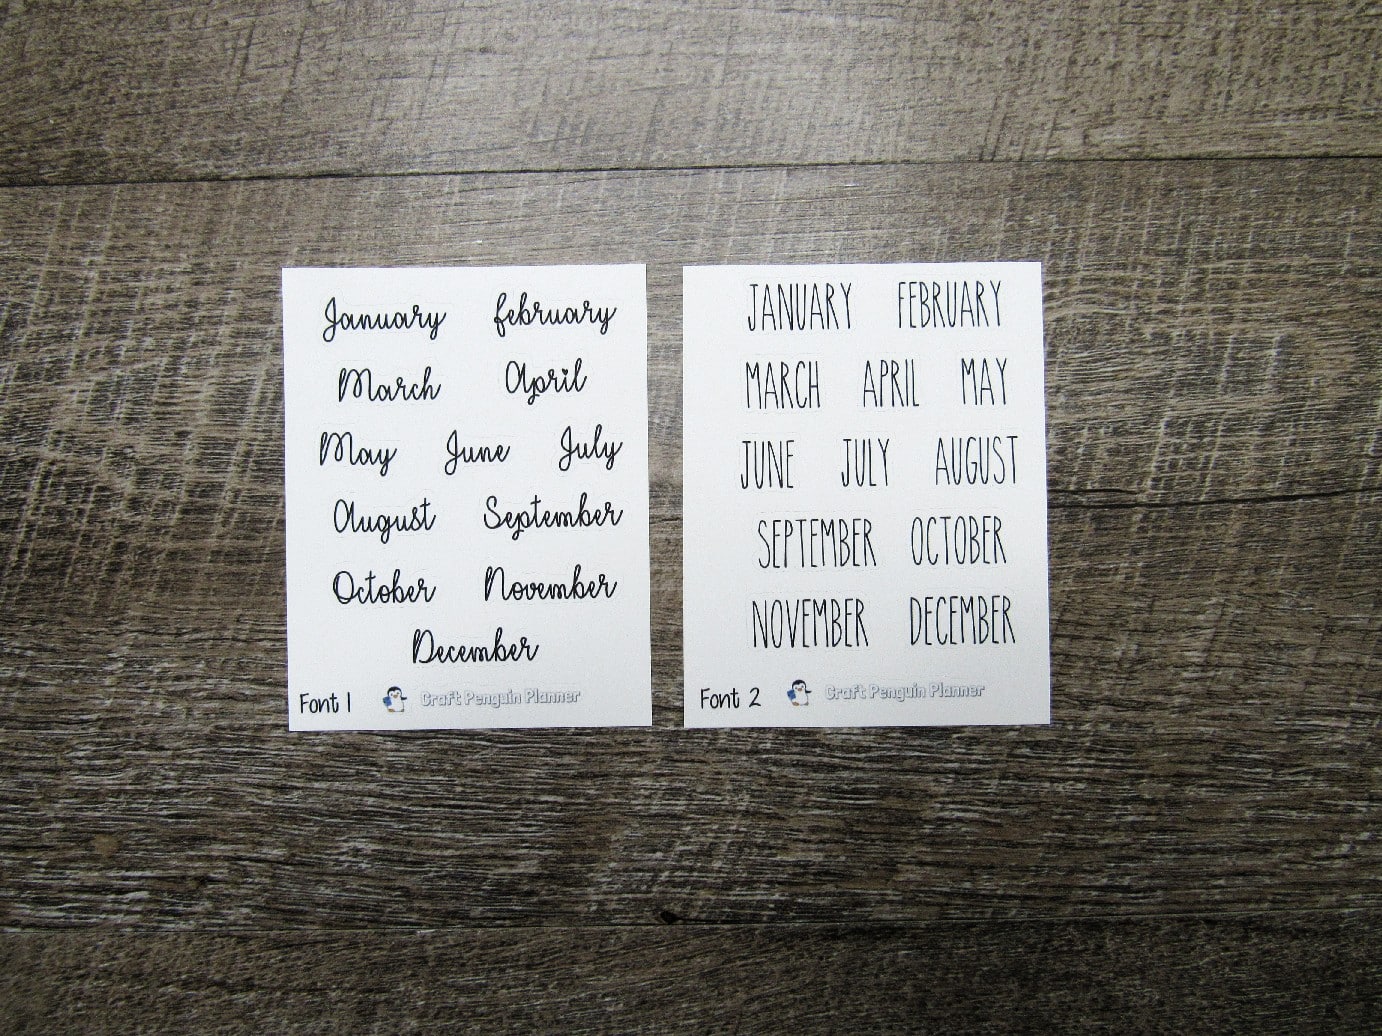 January february
March April
May June July
August September
October November
December
Font 1 Craft Penguin Planner
JANUARY FEBRUARY
MARCH APRIL MAY
JUNE JULY AUGUST
SEPTEMBER OCTOBER
NOVEMBER DECEMBER
Font 2 Craft Penguin Planner